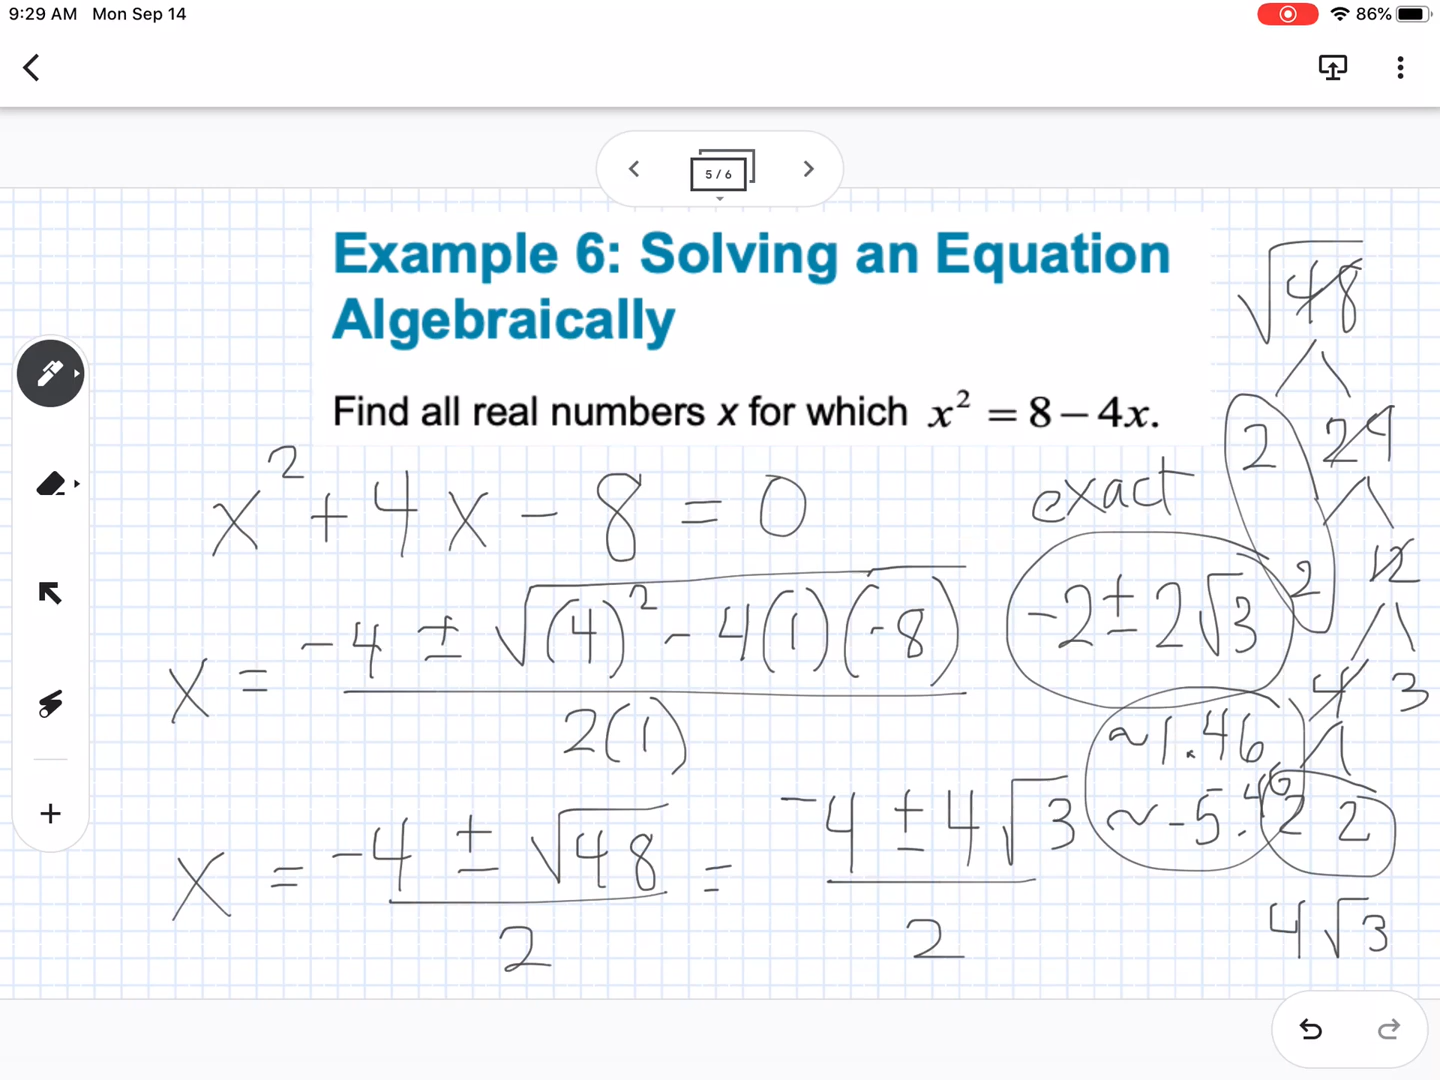 9:29 AM Mon Sep 14
86%
5 / 6
Example 6: Solving an Equation
Algebraically
Find all real numbers x for which x² = 8 – 4x.
x² + 4x - 8 = 0
x = -4 ± √(4)² - 4(1)(-8)
2(1)
x = -4 ± √48 = -4 ± 4√3
2 2
exact
-2 ± 2√3
~1.46
~-5.46
√48
2 24
2 12
4 3
2 2
4√3